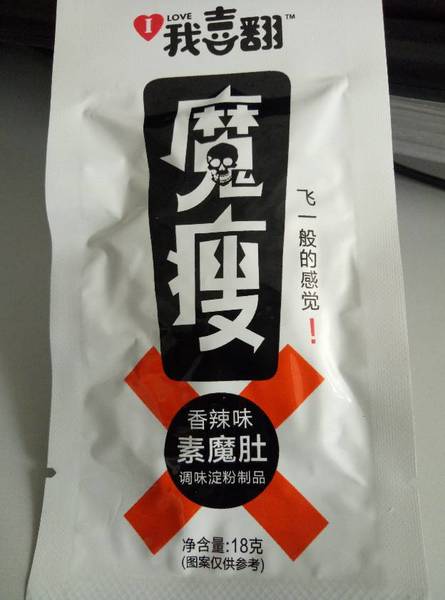 I
LOVE
我喜翻™
魔瘦
飞一般的感觉!
香辣味
素魔肚
调味淀粉制品
净含量:18克
(图案仅供参考)